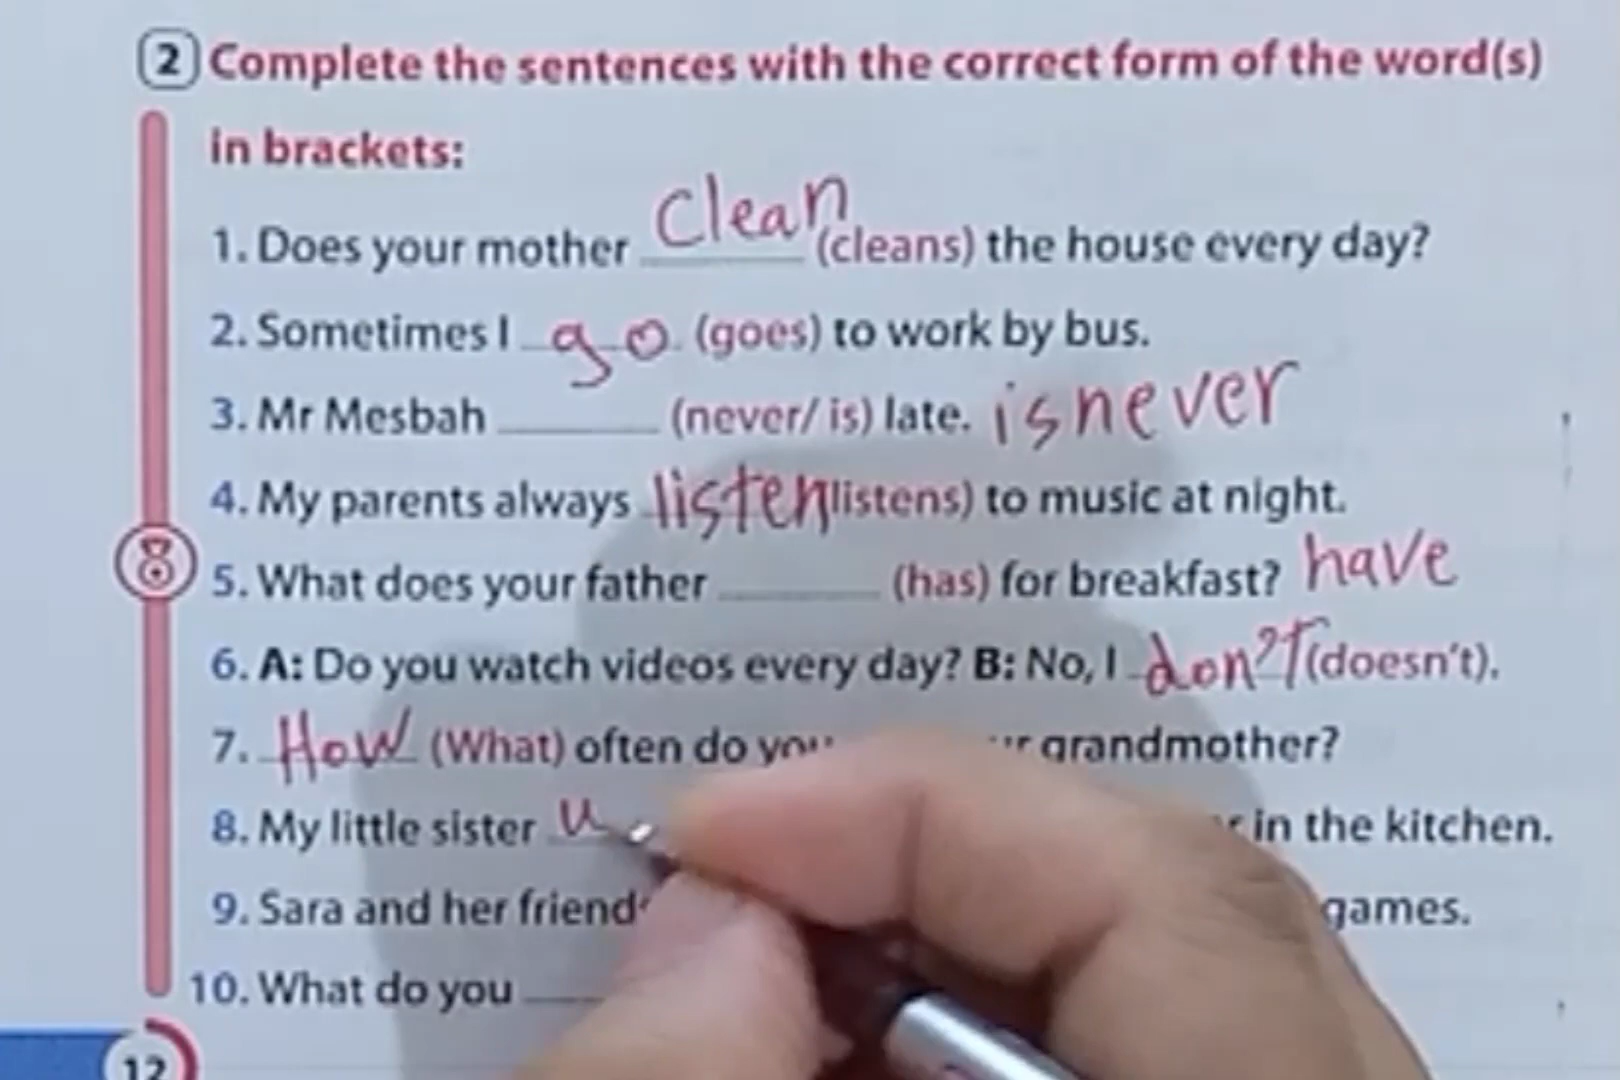 2 Complete the sentences with the correct form of the word(s)
in brackets:
1. Does your mother clean (cleans) the house every day?
2. Sometimes I go (goes) to work by bus.
3. Mr Mesbah ____ (never/ is) late. is never
4. My parents always listen listens) to music at night.
5. What does your father ____ (has) for breakfast? have
6. A: Do you watch videos every day? B: No, I don't (doesn't).
7. How (What) often do you grandmother?
8. My little sister in the kitchen.
9. Sara and her friends games.
10. What do you ____
12